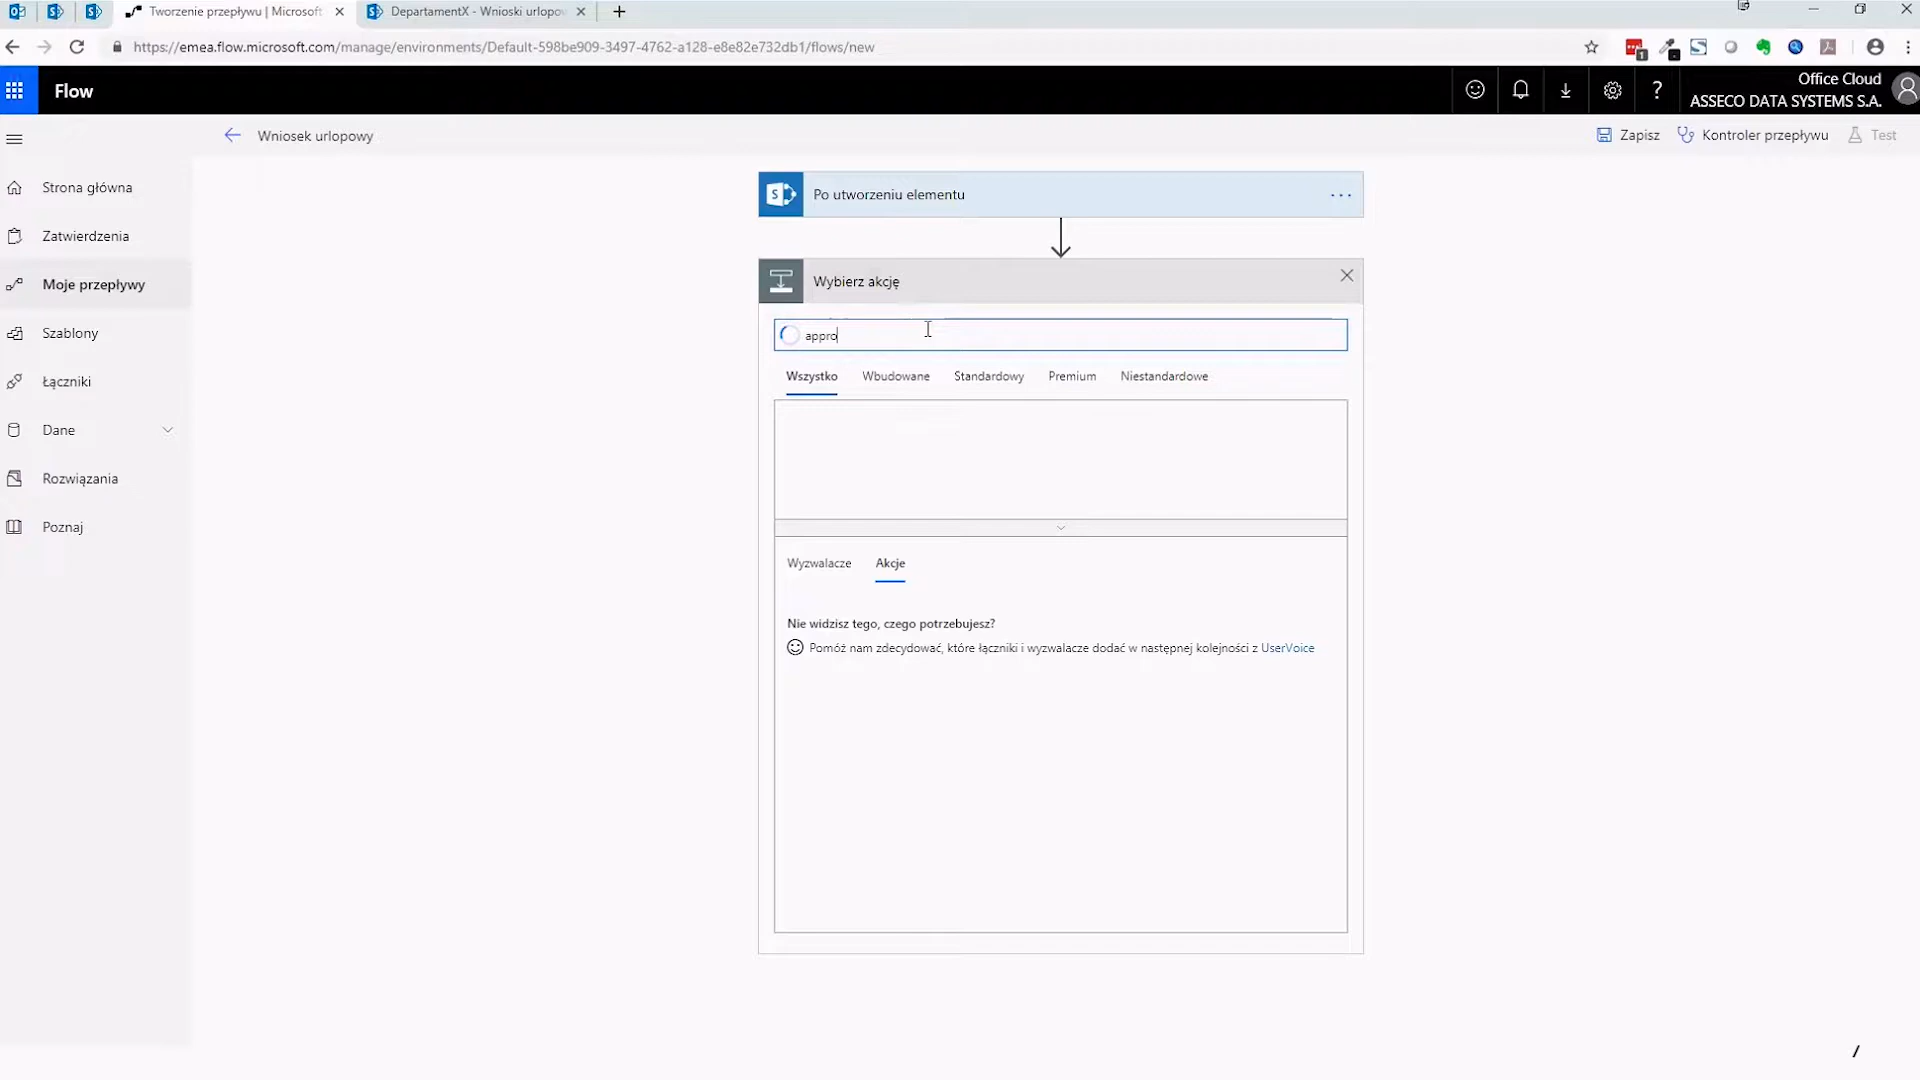 Tworzenie przepływu | Microsoft
DepartamentX - Wnioski urlopo
https://emea.flow.microsoft.com/manage/environments/Default-598be909-3497-4762-a128-e8e82e732db1/flows/new
1
Flow
?
Office Cloud
ASSECO DATA SYSTEMS S.A.
Wniosek urlopowy
Zapisz
Kontroler przepływu
Test
Strona główna
Zatwierdzenia
Moje przepływy
Szablony
Łączniki
Dane
Rozwiązania
Poznaj
Po utworzeniu elementu
Wybierz akcję
appro
Wszystko Wbudowane Standardowy Premium Niestandardowe
Wyzwalacze Akcje
Nie widzisz tego, czego potrzebujesz?
Pomóż nam zdecydować, które łączniki i wyzwalacze dodać w następnej kolejności z UserVoice